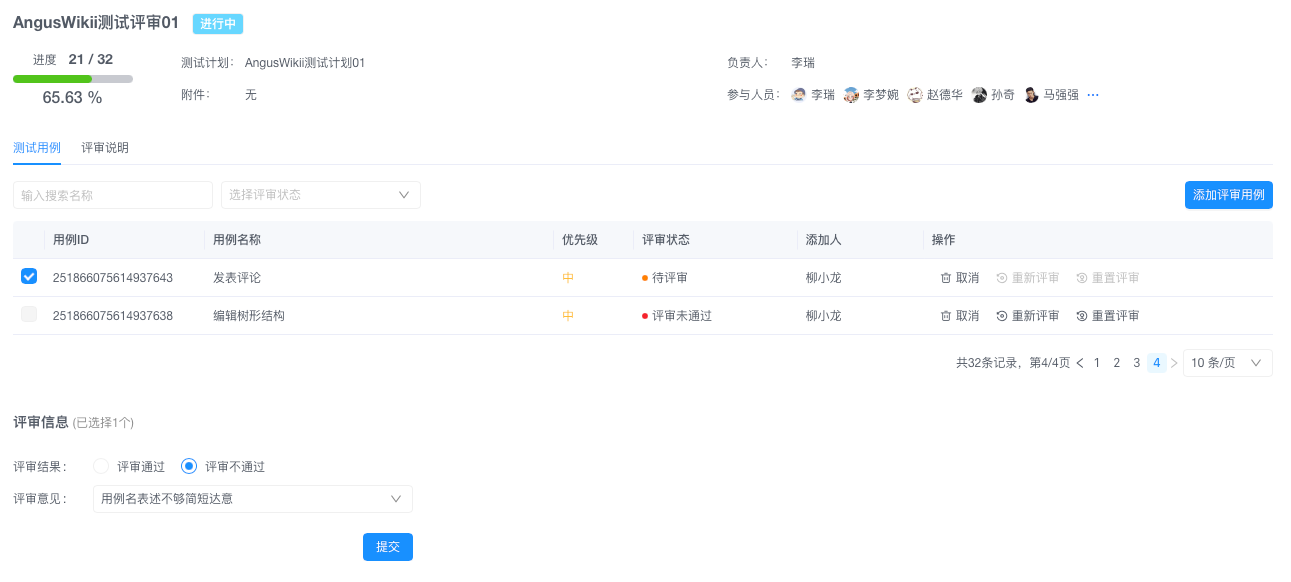 AngusWikii测试评审01 进行中
进度 21 / 32
65.63 %
测试计划： AngusWikii测试计划01
负责人： 李瑞
附件： 无
参与人员： 李瑞 李梦婉 赵德华 孙奇 马强强 ···
测试用例 评审说明
输入搜索名称 选择评审状态 添加评审用例
用例ID 用例名称 优先级 评审状态 添加人 操作
251866075614937643 发表评论 中 待评审 柳小龙 取消 重新评审 重置评审
251866075614937638 编辑树形结构 中 评审未通过 柳小龙 取消 重新评审 重置评审
共32条记录，第4/4页 < 1 2 3 4 > 10 条/页
评审信息 (已选择1个)
评审结果： 评审通过 评审不通过
评审意见： 用例名表述不够简短达意
提交